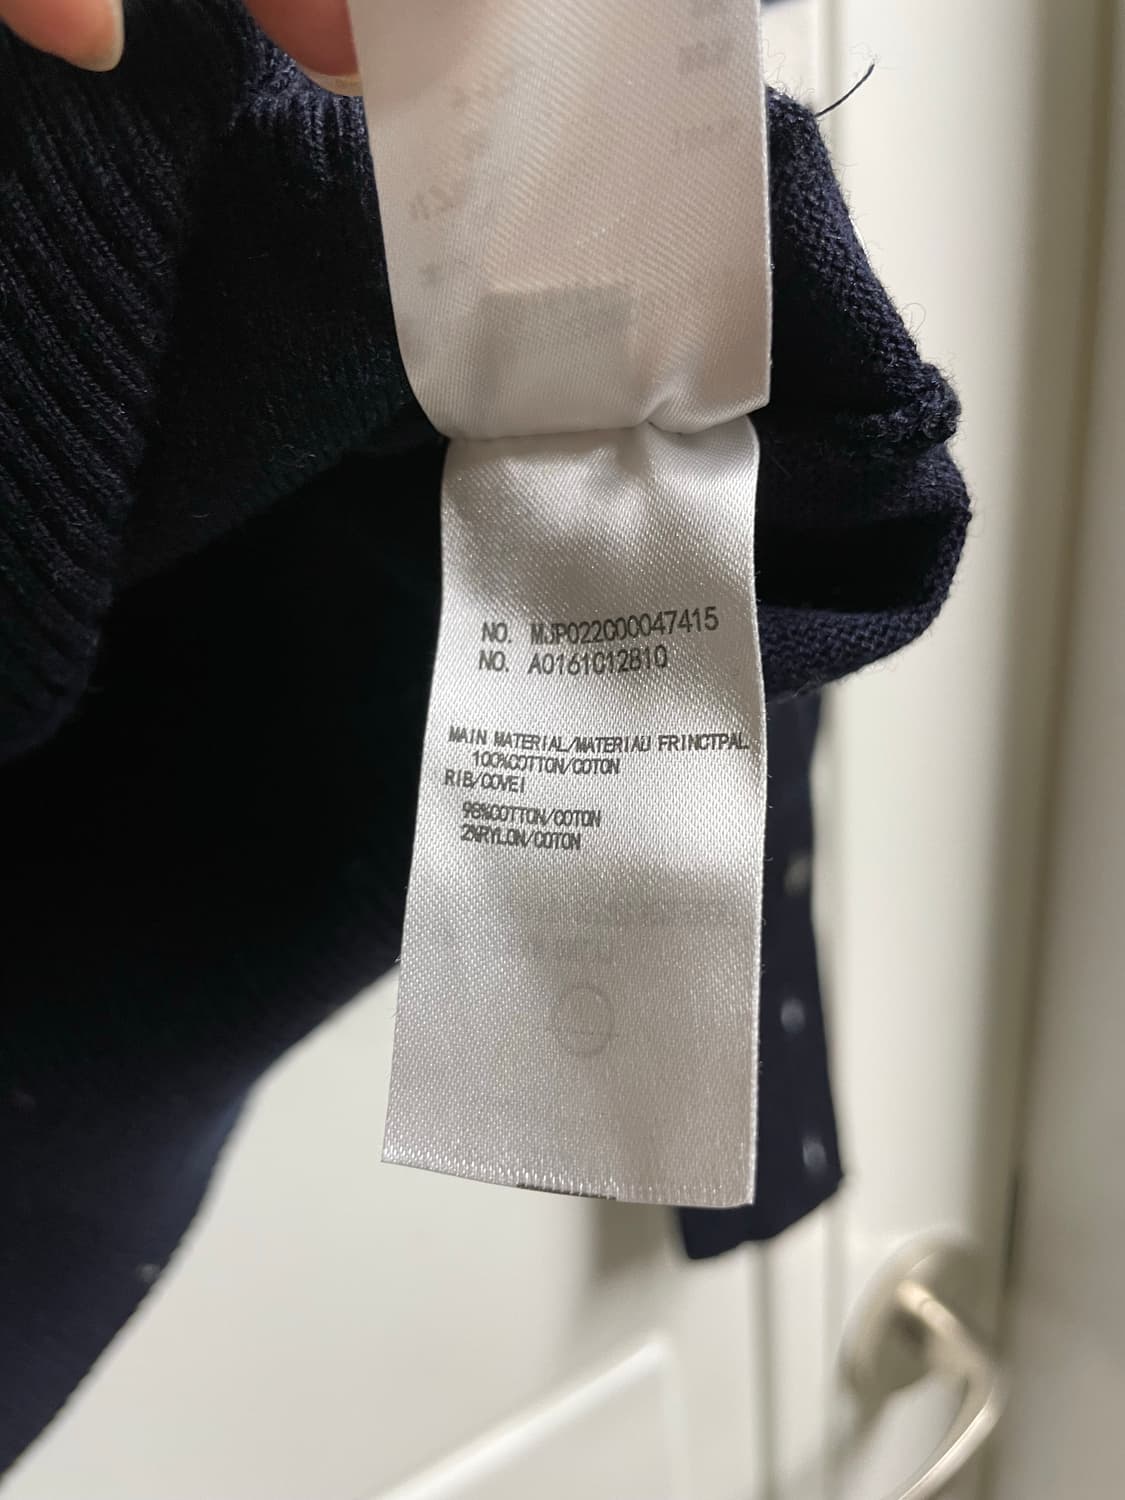 NO. MJP022000047415
NO. A0161012810
MAIN MATERIAL/MATERIAU FRINCTPAL
100%COTTON/COTON
RIB/COVEI
98%COTTON/COTON
2%RYLON/COTON